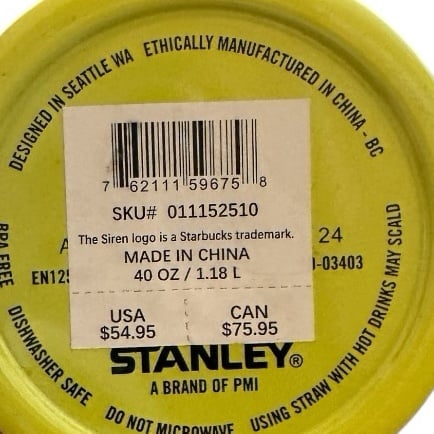 DESIGNED IN SEATTLE WA ETHICALLY MANUFACTURED IN CHINA - BC
7 62111 59675 8
SKU# 011152510
The Siren logo is a Starbucks trademark.
MADE IN CHINA
40 OZ / 1.18 L
USA
$54.95
CAN
$75.95
A
24
EN125
-03403
STANLEY®
A BRAND OF PMI
BPA FREE DISHWASHER SAFE DO NOT MICROWAVE USING STRAW WITH HOT DRINKS MAY SCALD